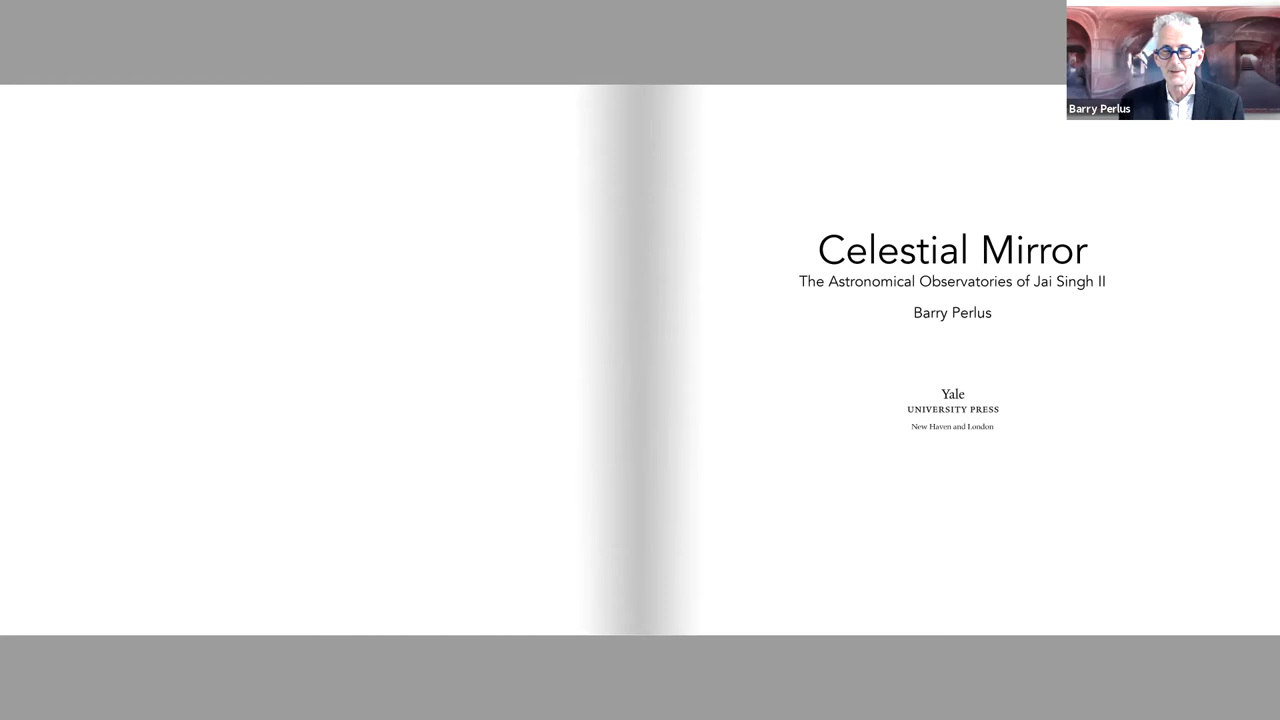 Barry Perlus
Celestial Mirror
The Astronomical Observatories of Jai Singh II
Barry Perlus
Yale
UNIVERSITY PRESS
New Haven and London